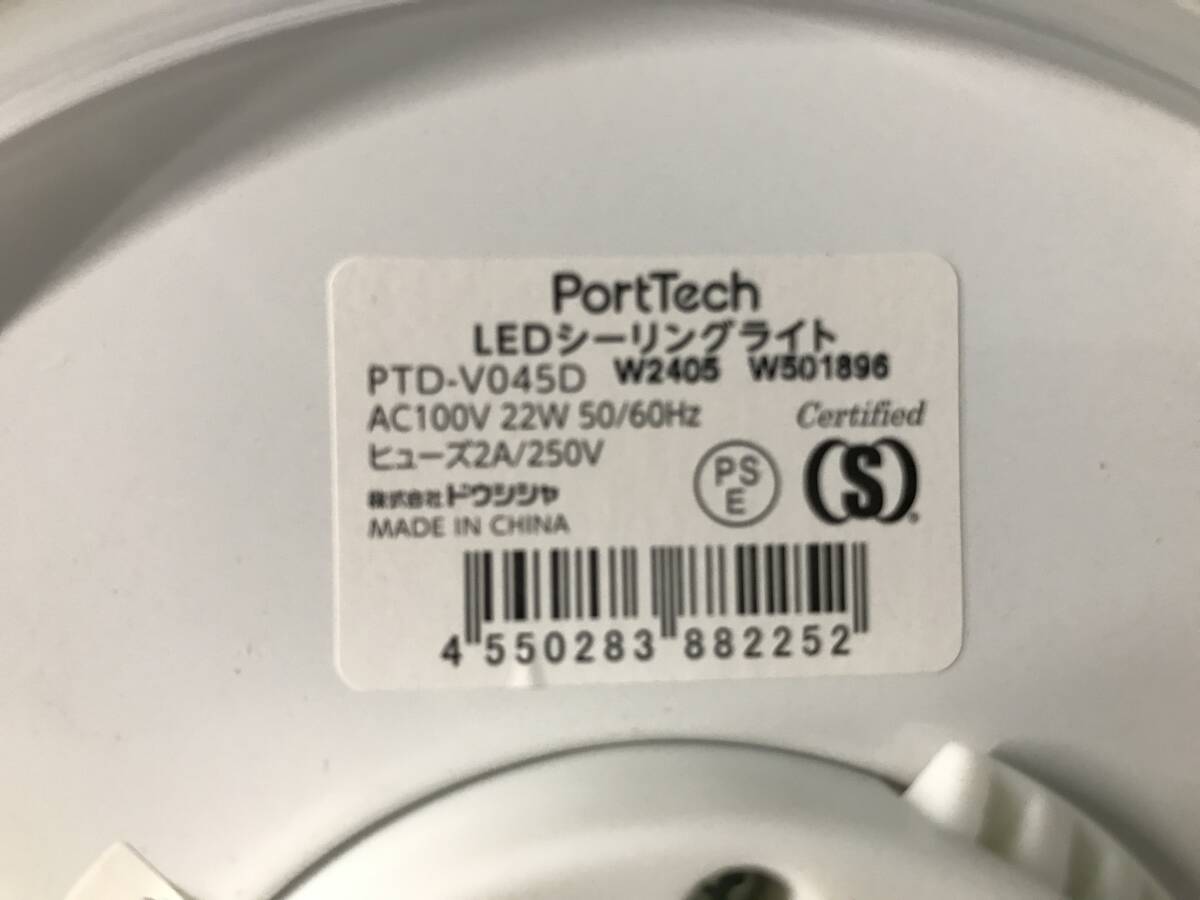 PortTech
LEDシーリングライト
PTD-V045D W2405 W501896
AC100V 22W 50/60Hz
ヒューズ2A/250V
Certified
PS
E
(S)
株式会社ドウシシャ
MADE IN CHINA
4 550283 882252